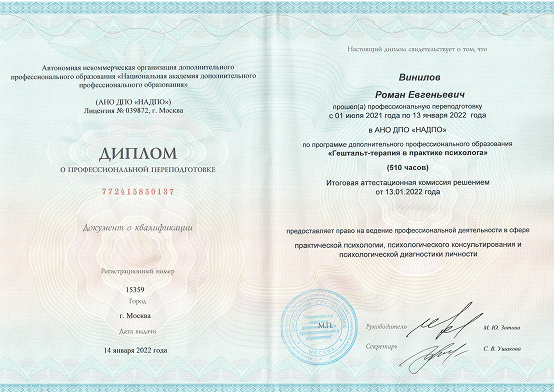 Автономная некоммерческая организация дополнительного
профессионального образования «Национальная академия дополнительного
профессионального образования»
(АНО ДПО «НАДПО»)
Лицензия № 039872, г. Москва
ДИПЛОМ
О ПРОФЕССИОНАЛЬНОЙ ПЕРЕПОДГОТОВКЕ
772415850137
Документ о квалификации
Регистрационный номер
15359
Город
г. Москва
Дата выдачи
14 января 2022 года
Настоящий диплом свидетельствует о том, что
Винилов
Роман Евгеньевич
прошел(а) профессиональную переподготовку
с 01 июля 2021 года по 13 января 2022 года
в АНО ДПО «НАДПО»
по программе дополнительного профессионального образования
«Гештальт-терапия в практике психолога»
(510 часов)
Итоговая аттестационная комиссия решением
от 13.01.2022 года
предоставляет право на ведение профессиональной деятельности в сфере
практической психологии, психологического консультирования и
психологической диагностики личности
М.П.
Руководитель
М. Ю. Зотова
Секретарь
С. В. Ушакова